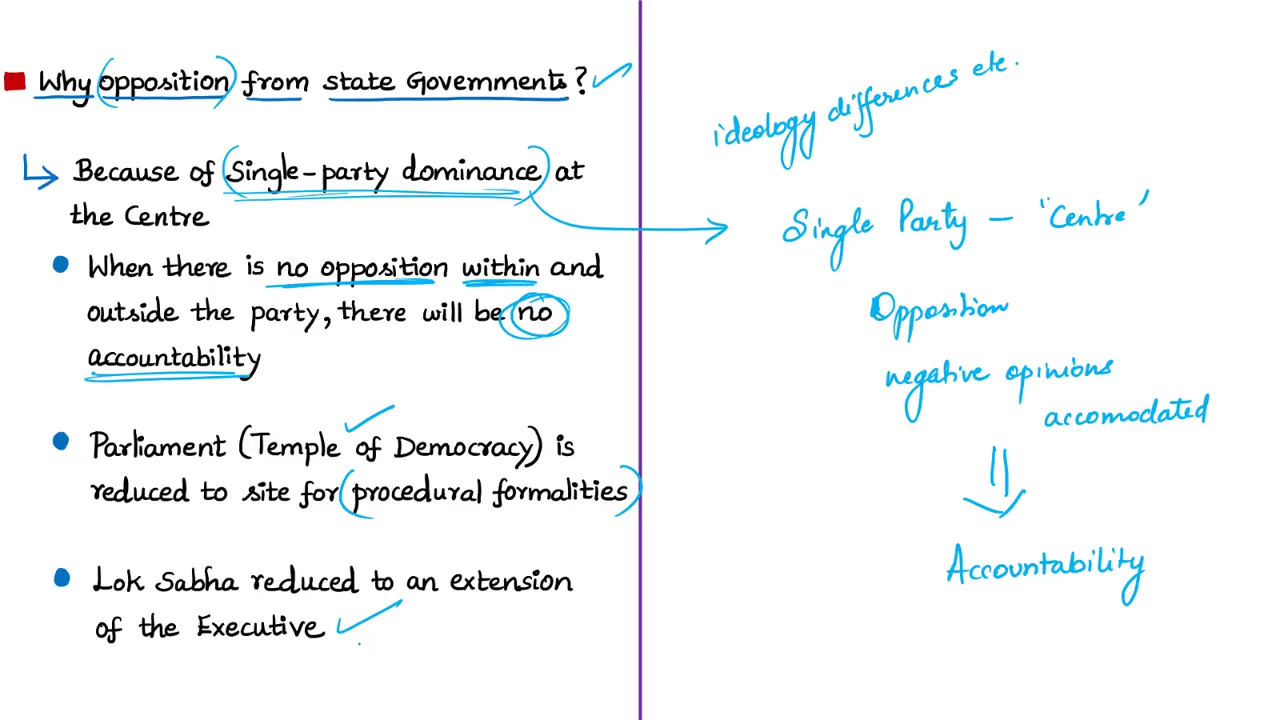 Why opposition from state Governments?
Because of Single-party dominance at
the Centre
When there is no opposition within and
outside the party, there will be no
accountability
Parliament (Temple of Democracy) is
reduced to site for procedural formalities
Lok Sabha reduced to an extension
of the Executive
ideology differences etc.
Single Party - "Centre"
Opposition
negative opinions
accomodated
Accountability